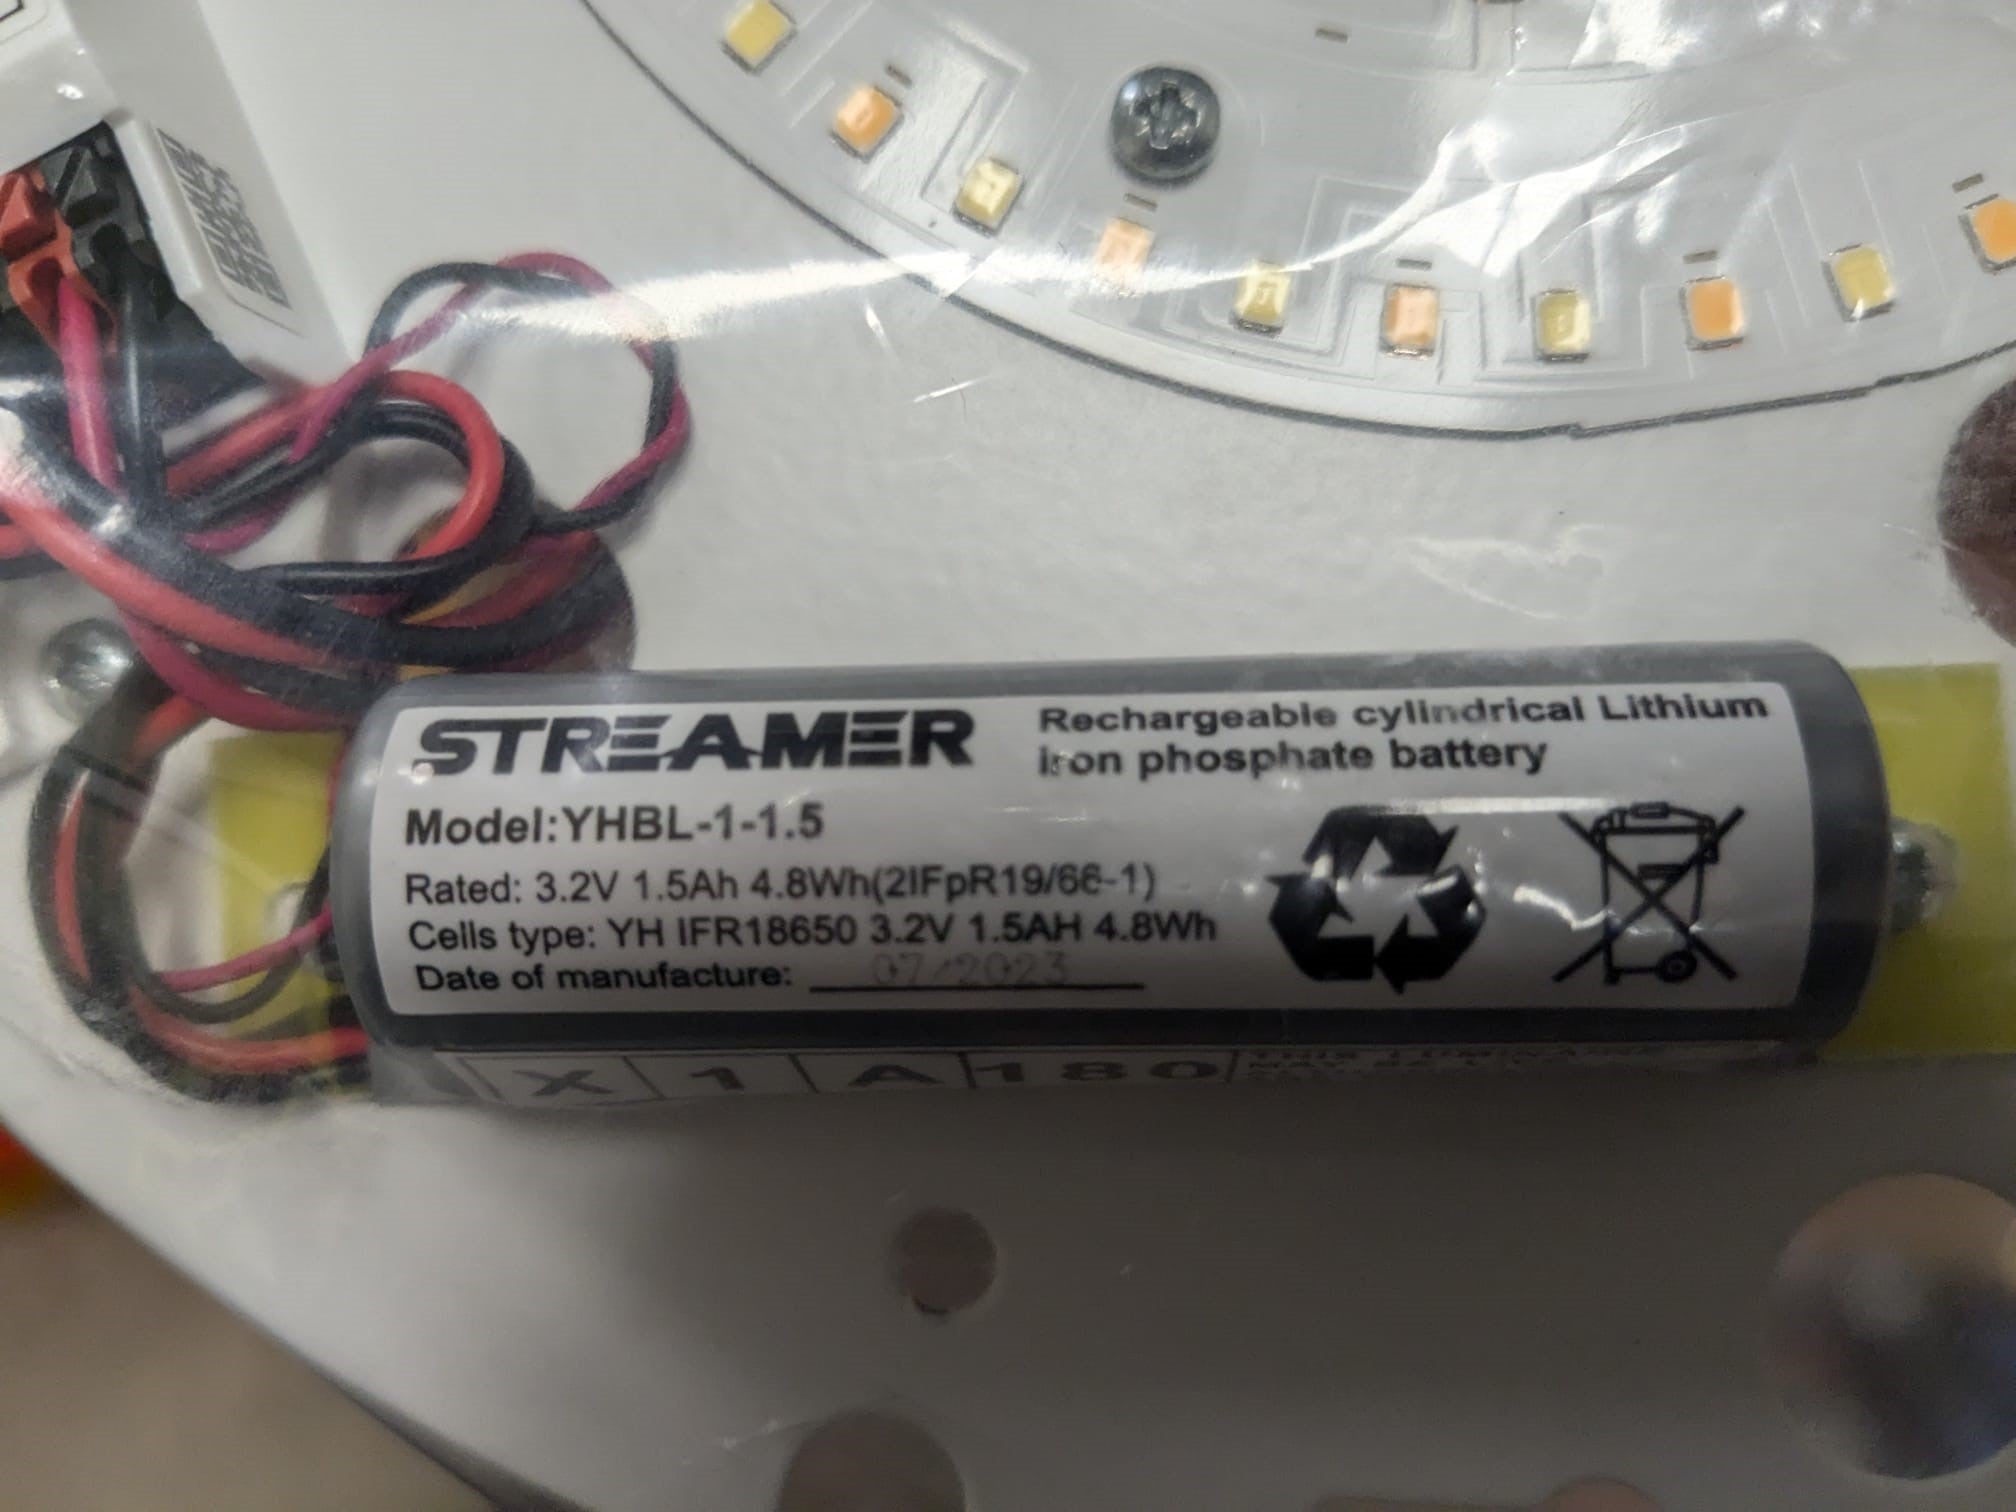 STREAMER
Rechargeable cylindrical Lithium
iron phosphate battery
Model:YHBL-1-1.5
Rated: 3.2V 1.5Ah 4.8Wh(2IFpR19/66-1)
Cells type: YH IFR18650 3.2V 1.5AH 4.8Wh
Date of manufacture: 07/2023
X 1 A 180